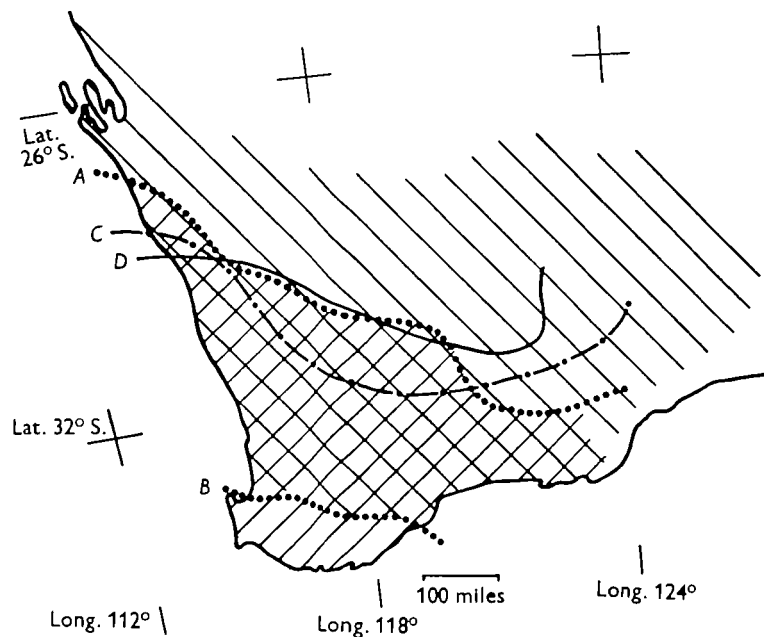 Lat.
26° S.
A
C
D
Lat. 32° S.
B
100 miles
Long. 124°
Long. 112°
Long. 118°